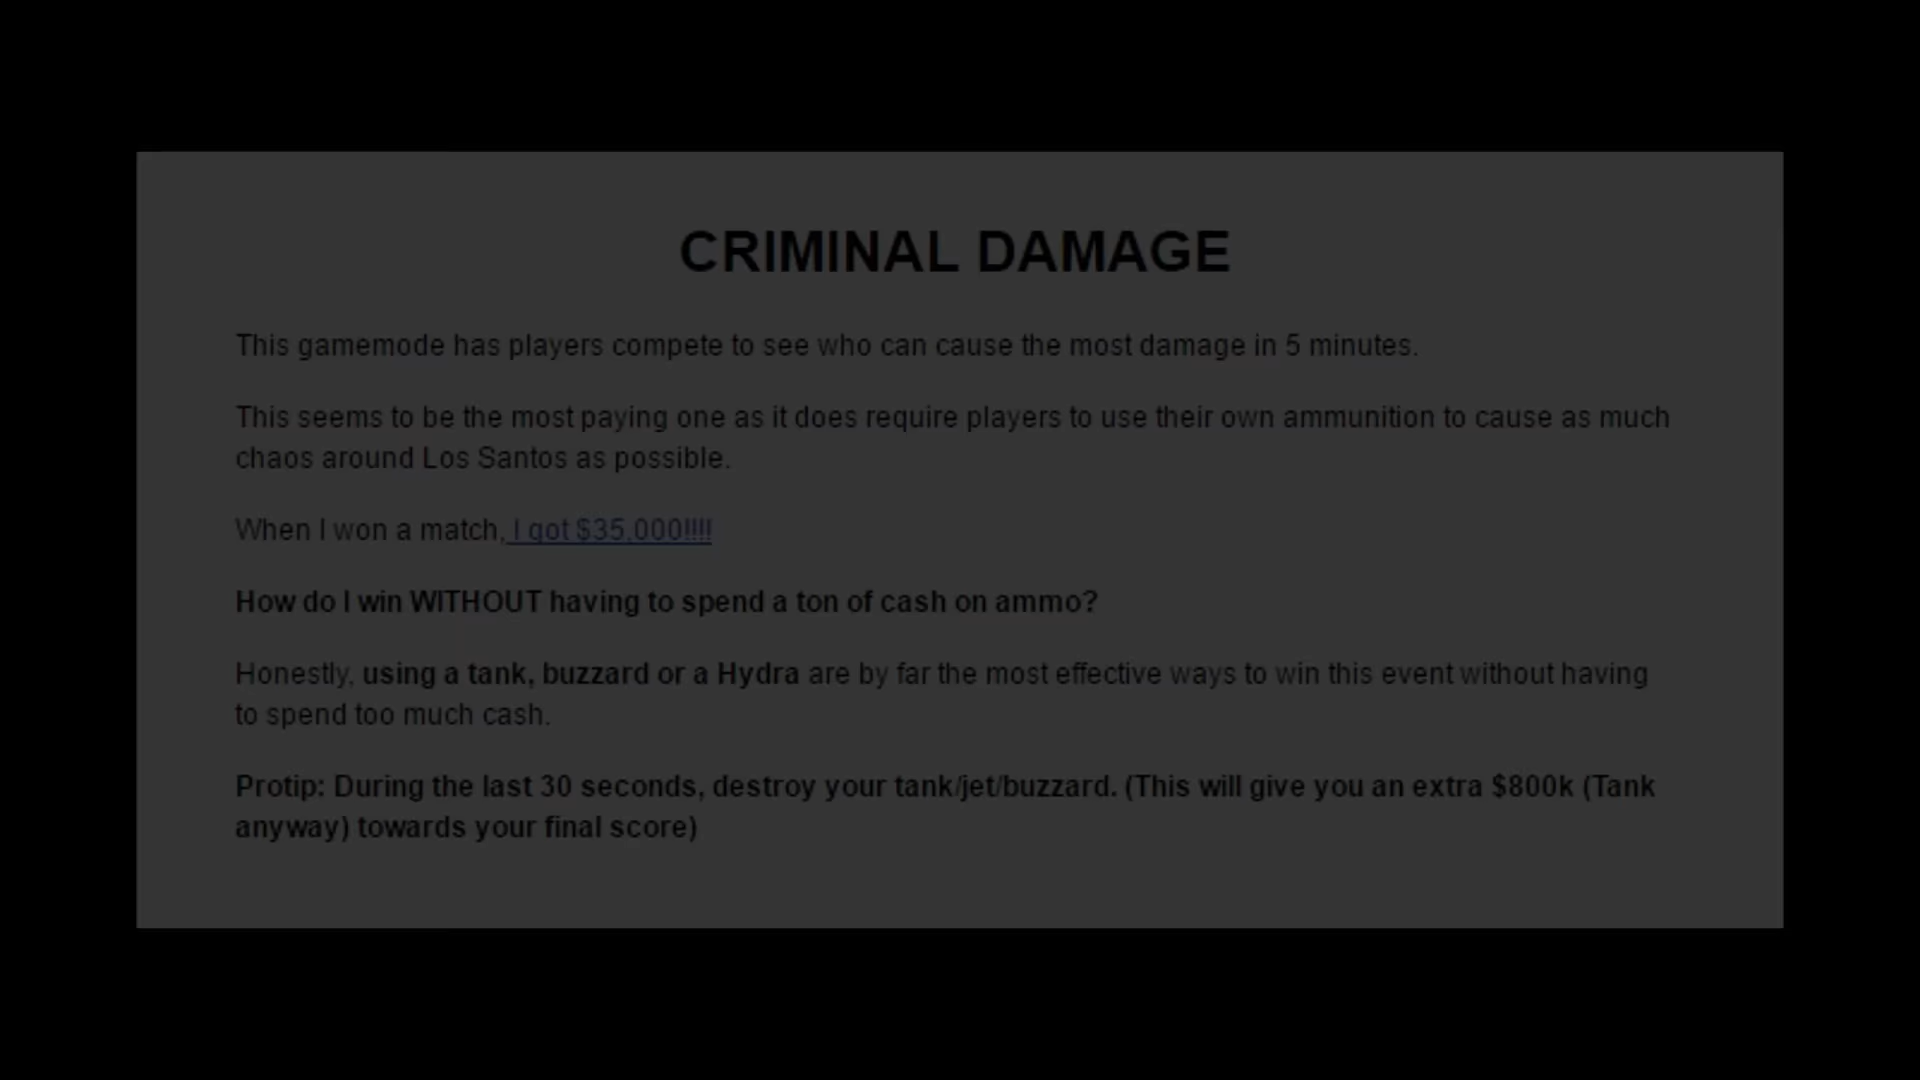 CRIMINAL DAMAGE
This gamemode has players compete to see who can cause the most damage in 5 minutes.
This seems to be the most paying one as it does require players to use their own ammunition to cause as much
chaos around Los Santos as possible.
When I won a match, I got $35,000!!!!
How do I win WITHOUT having to spend a ton of cash on ammo?
Honestly, using a tank, buzzard or a Hydra are by far the most effective ways to win this event without having
to spend too much cash.
Protip: During the last 30 seconds, destroy your tank/jet/buzzard. (This will give you an extra $800k (Tank
anyway) towards your final score)